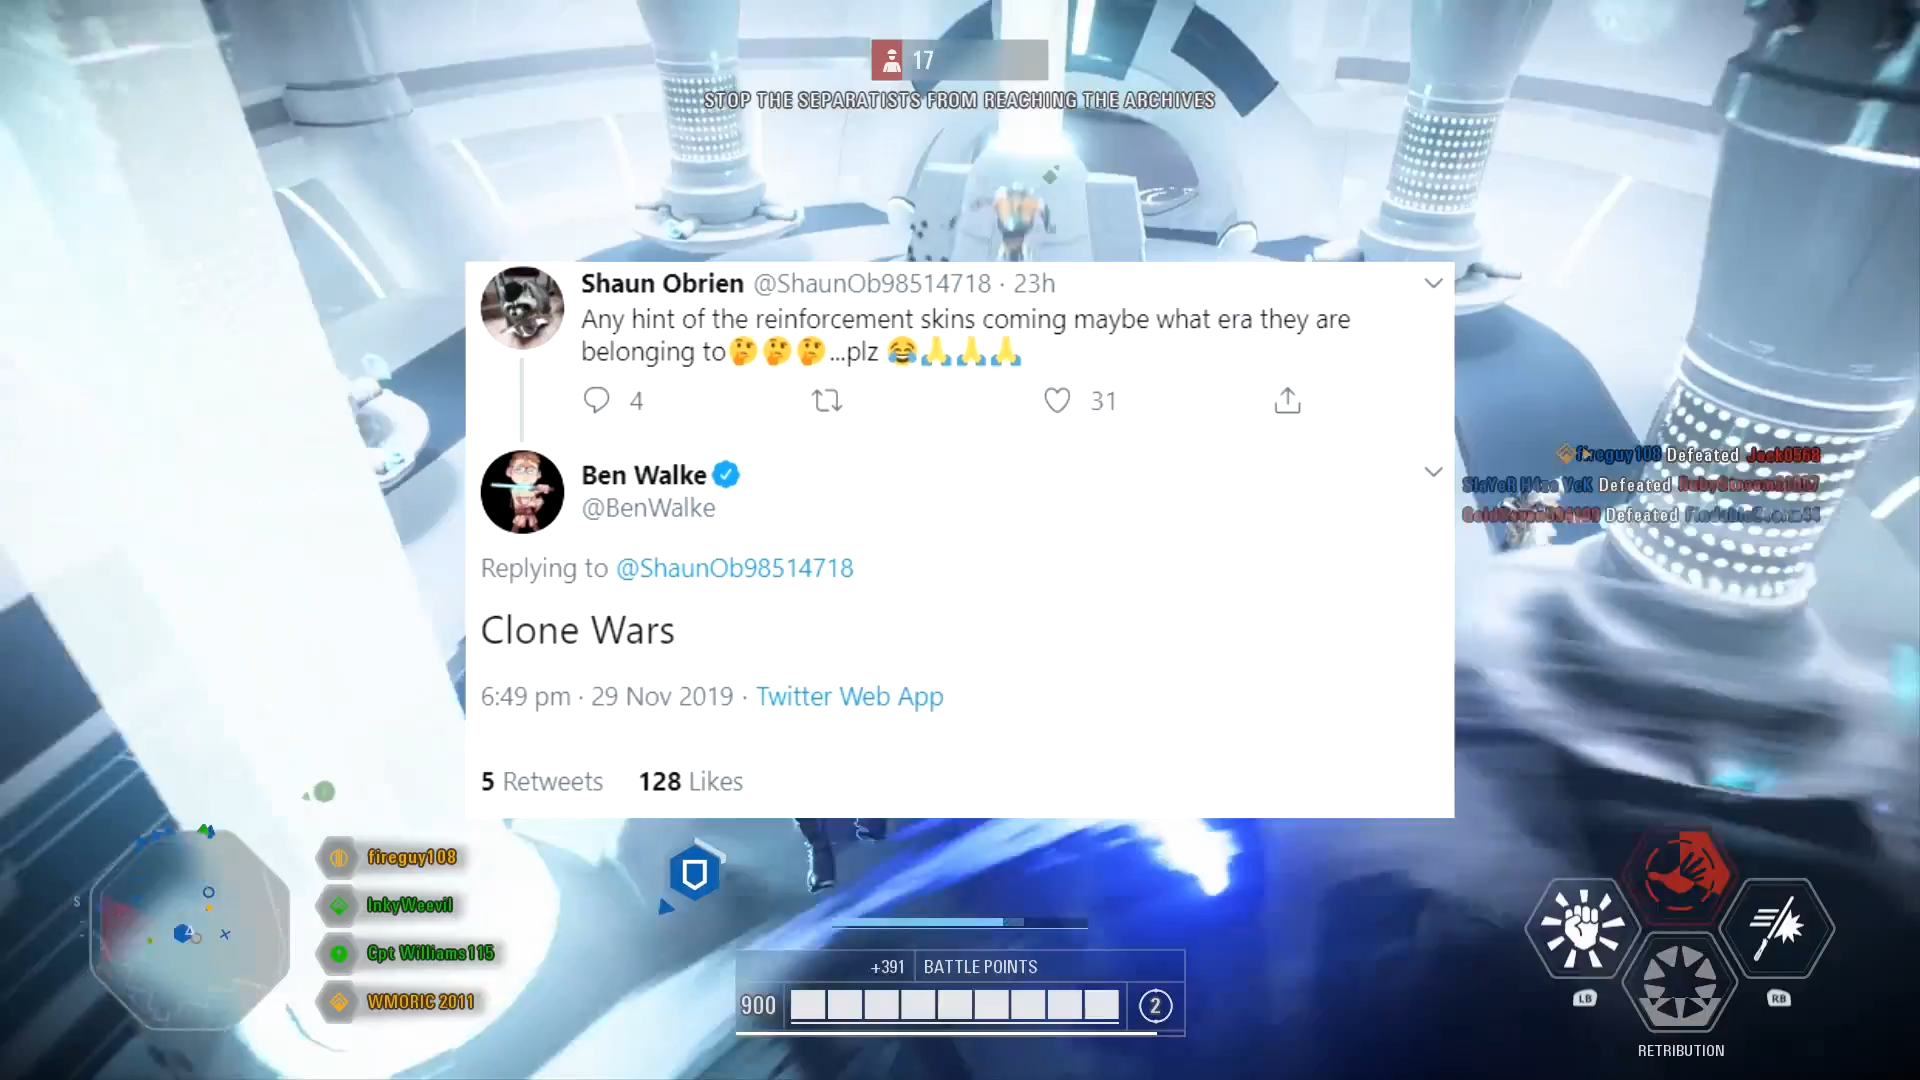 17
STOP THE SEPARATISTS FROM REACHING THE ARCHIVES
Shaun Obrien @ShaunOb98514718 · 23h
Any hint of the reinforcement skins coming maybe what era they are
belonging to🤔🤔🤔...plz 😂🙏🙏🙏
4 31
Ben Walke
@BenWalke
Replying to @ShaunOb98514718
Clone Wars
6:49 pm · 29 Nov 2019 · Twitter Web App
5 Retweets 128 Likes
fireguy108 Defeated Jack0568
Defeated
Defeated
S
fireguy108
InkyWeevil
Cpt Williams115
WMORIC 2011
+391 BATTLE POINTS
900 2
LB RB
RETRIBUTION